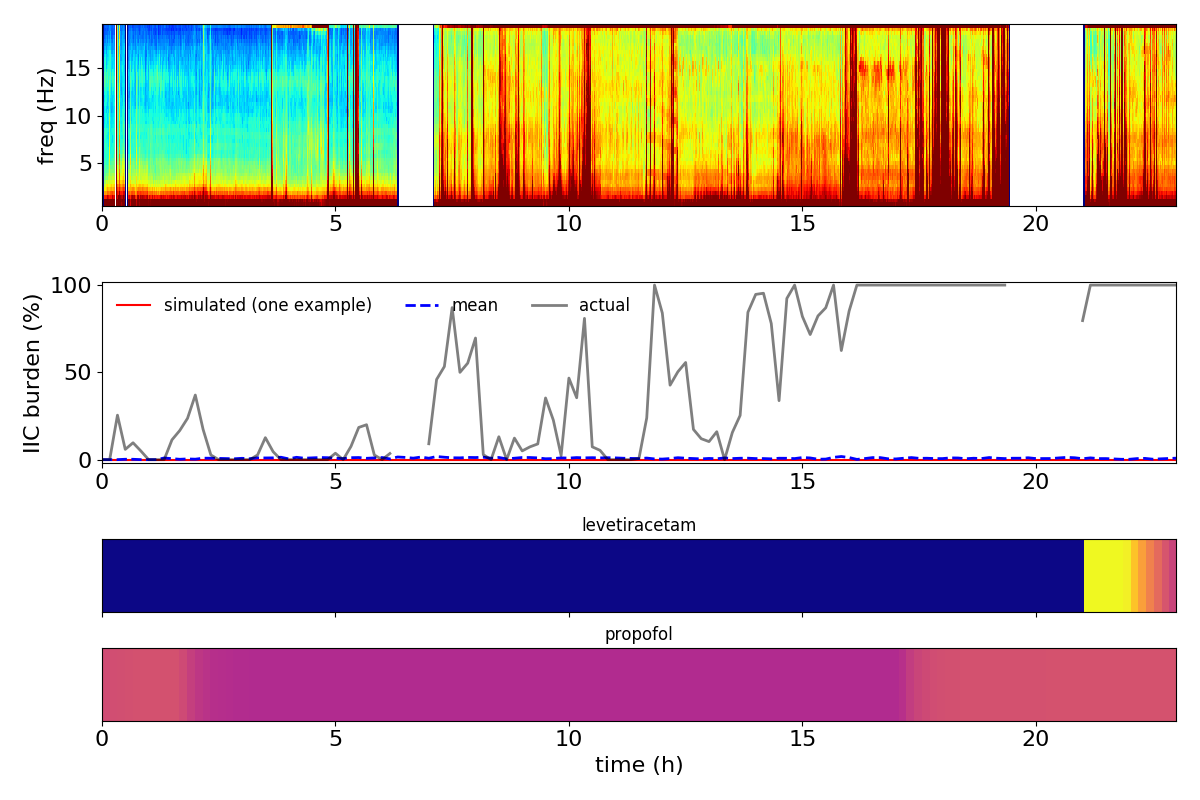 freq (Hz)
15
10
5
0 5 10 15 20
IIC burden (%)
100
50
0
simulated (one example) mean actual
0 5 10 15 20
levetiracetam
propofol
0 5 10 15 20
time (h)